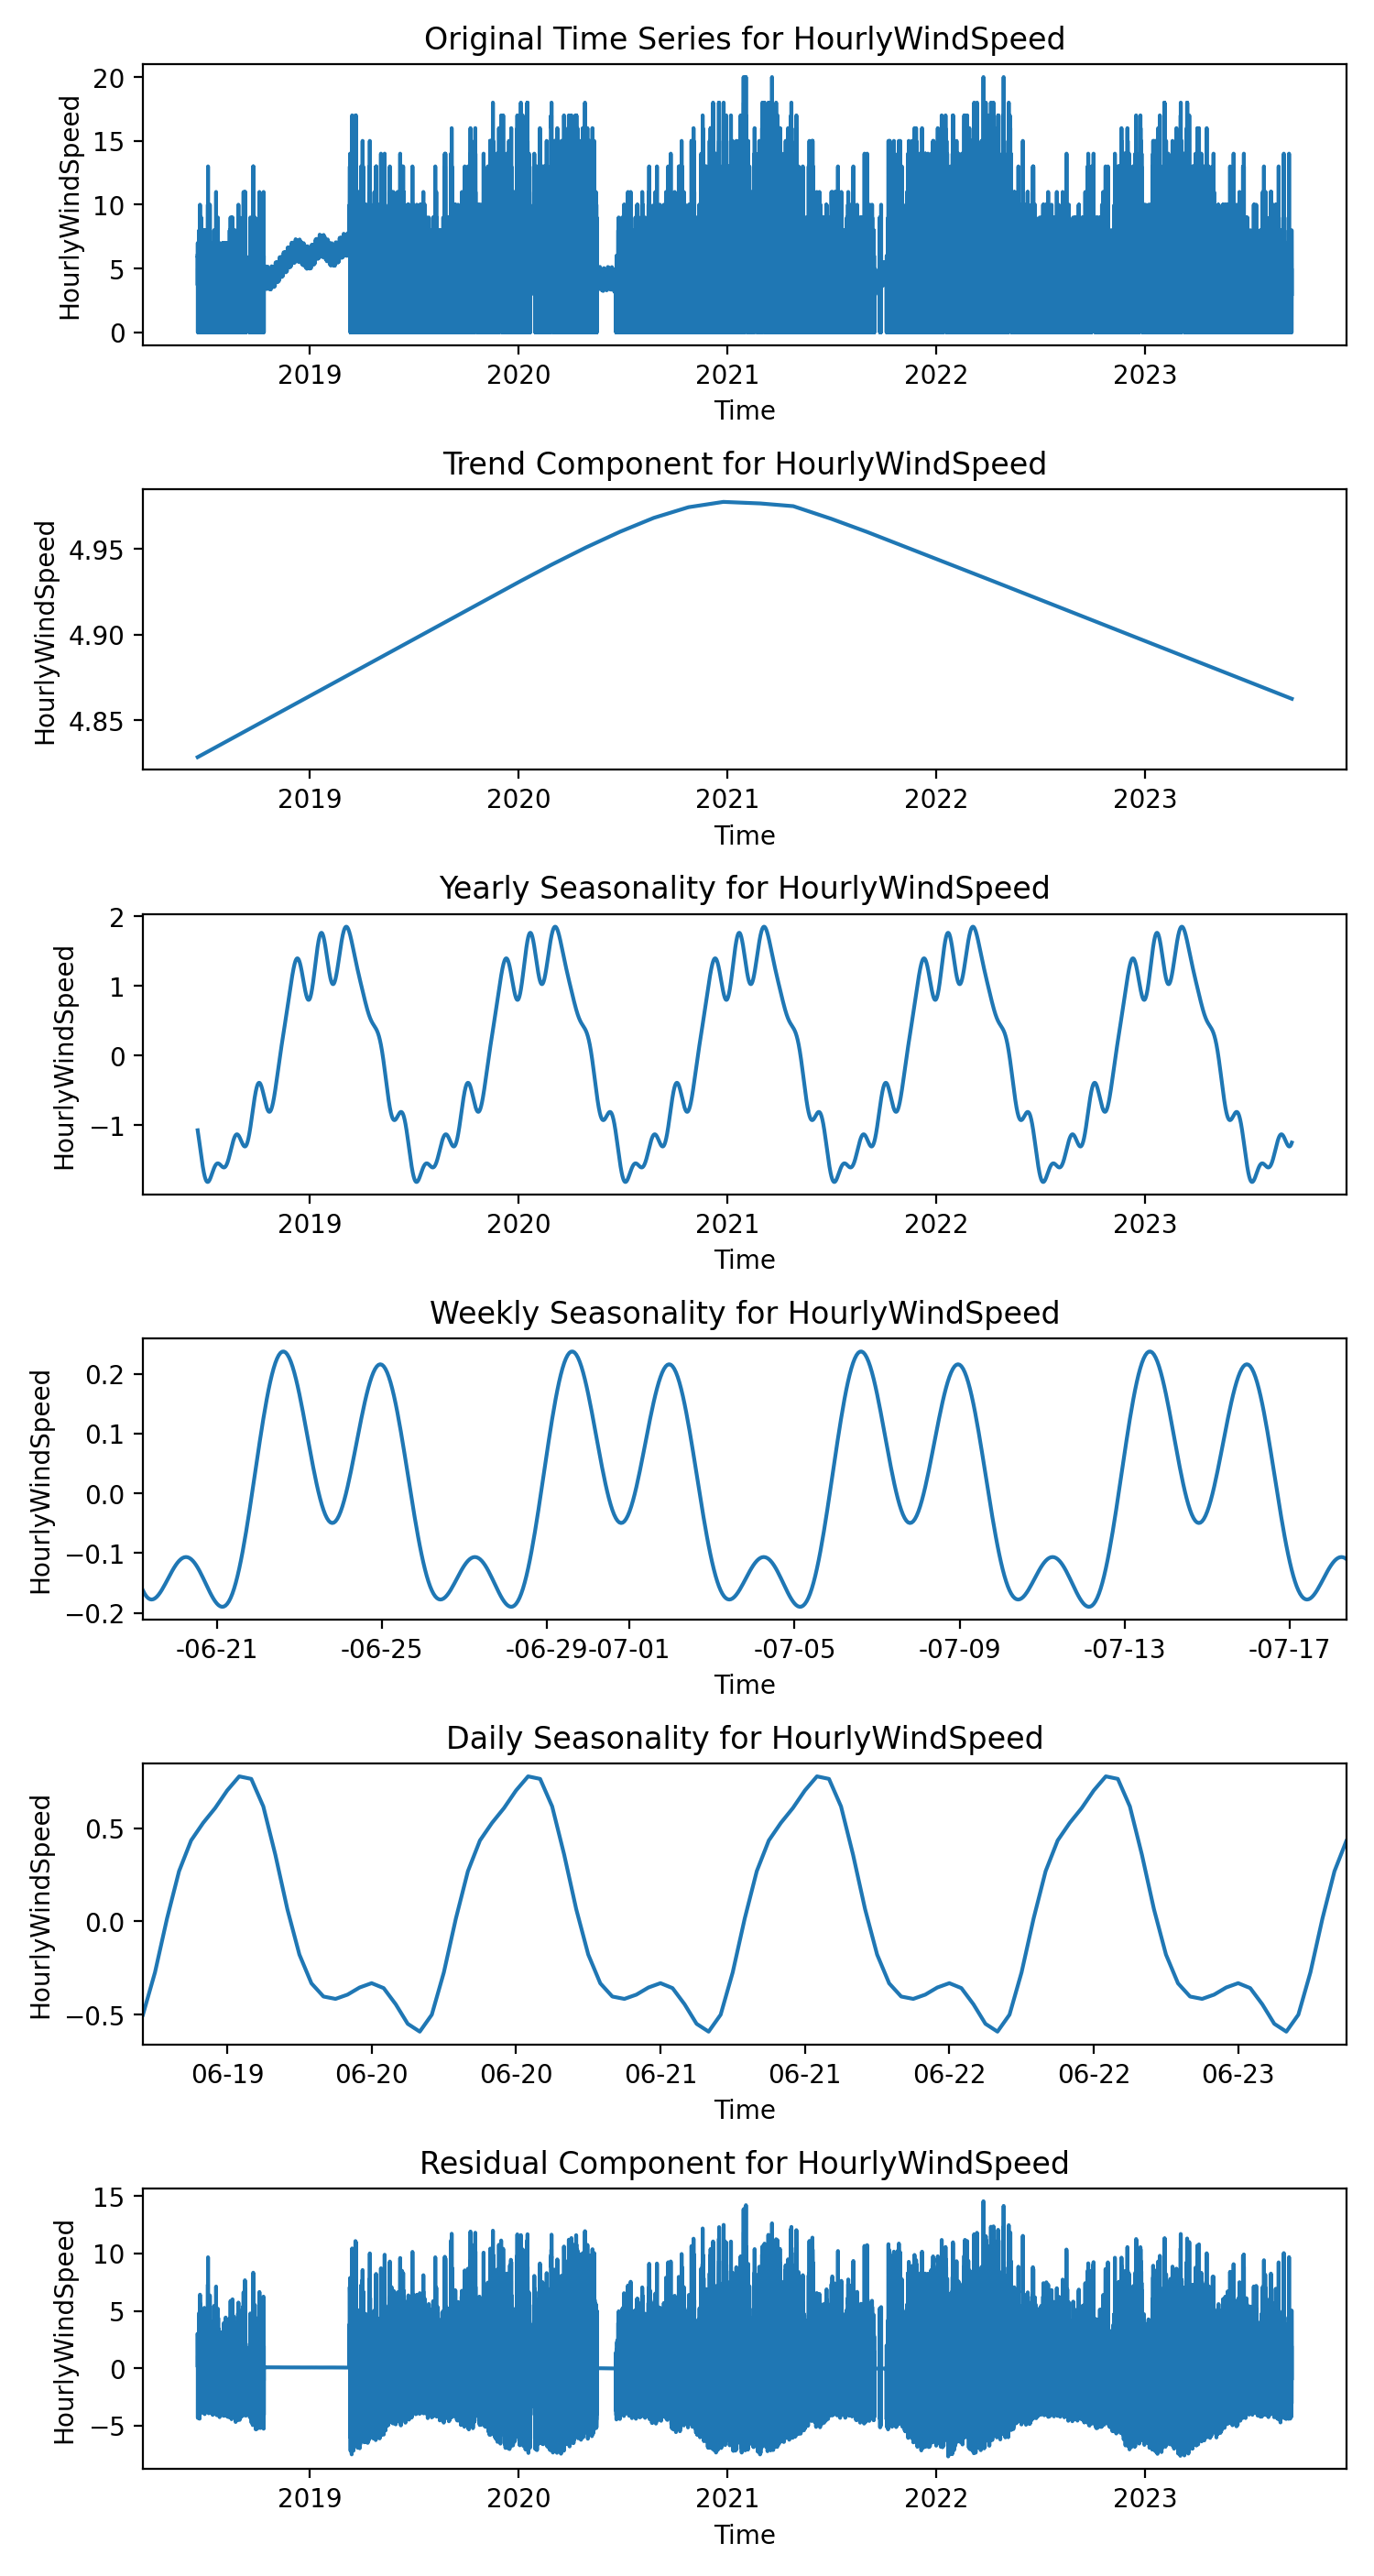 Original Time Series for HourlyWindSpeed
HourlyWindSpeed
20
15
10
5
0
2019 2020 2021 2022 2023
Time
Trend Component for HourlyWindSpeed
HourlyWindSpeed
4.95
4.90
4.85
2019 2020 2021 2022 2023
Time
Yearly Seasonality for HourlyWindSpeed
HourlyWindSpeed
2
1
0
−1
2019 2020 2021 2022 2023
Time
Weekly Seasonality for HourlyWindSpeed
HourlyWindSpeed
0.2
0.1
0.0
−0.1
−0.2
-06-21 -06-25 -06-29-07-01 -07-05 -07-09 -07-13 -07-17
Time
Daily Seasonality for HourlyWindSpeed
HourlyWindSpeed
0.5
0.0
−0.5
06-19 06-20 06-20 06-21 06-21 06-22 06-22 06-23
Time
Residual Component for HourlyWindSpeed
HourlyWindSpeed
15
10
5
0
−5
2019 2020 2021 2022 2023
Time